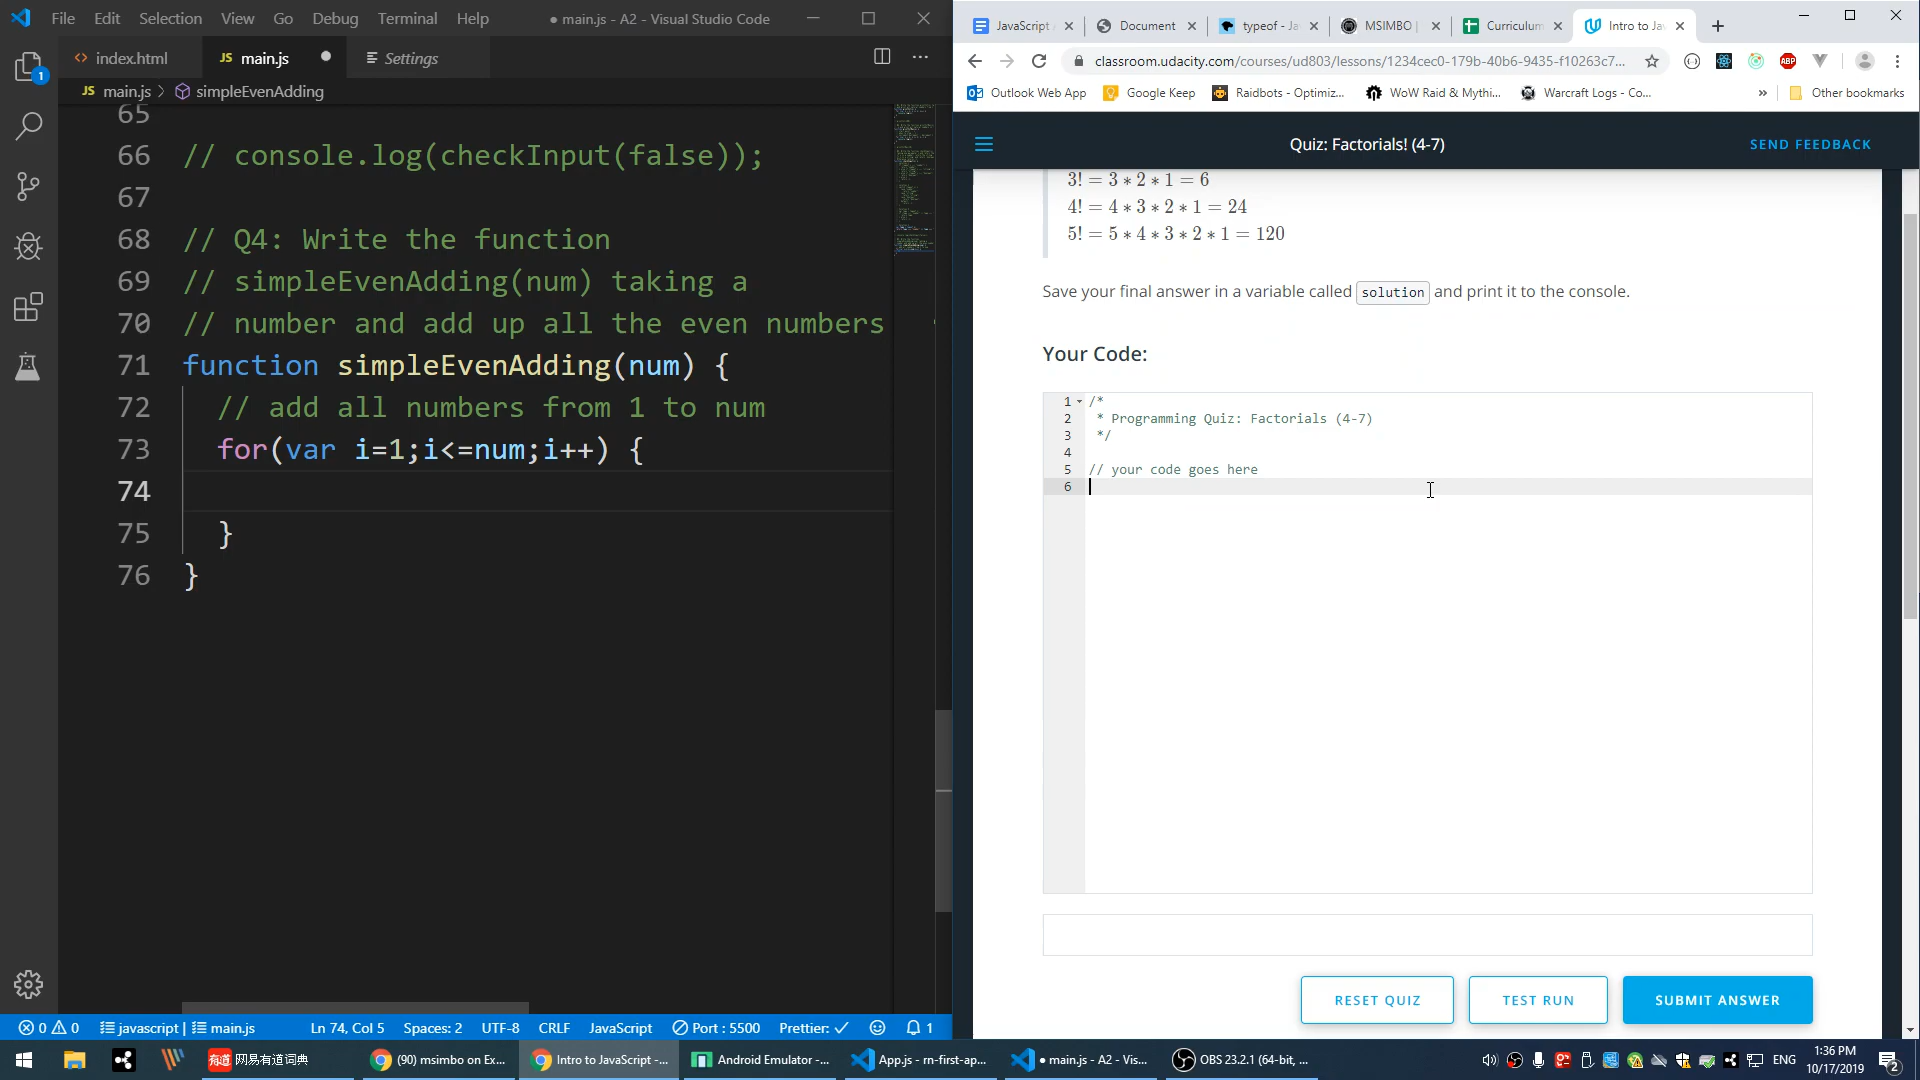 File Edit Selection View Go Debug Terminal Help
● main.js - A2 - Visual Studio Code
index.html
JS main.js
Settings
JS main.js > simpleEvenAdding
65
66 // console.log(checkInput(false));
67
68 // Q4: Write the function
69 // simpleEvenAdding(num) taking a
70 // number and add up all the even numbers
71 function simpleEvenAdding(num) {
72 // add all numbers from 1 to num
73 for(var i=1;i<=num;i++) {
74
75 }
76 }
1
0 0 javascript | main.js Ln 74, Col 5 Spaces: 2 UTF-8 CRLF JavaScript Port : 5500 Prettier: ✓ 1
JavaScript
Document
typeof - Ja
MSIMBO |
Curriculum
Intro to Ja
classroom.udacity.com/courses/ud803/lessons/1234cec0-179b-40b6-9435-f10263c7...
ABP
Outlook Web App
Google Keep
Raidbots - Optimiz...
WoW Raid & Mythi...
Warcraft Logs - Co...
»
Other bookmarks
Quiz: Factorials! (4-7)
SEND FEEDBACK
3! = 3 ∗ 2 ∗ 1 = 6
4! = 4 ∗ 3 ∗ 2 ∗ 1 = 24
5! = 5 ∗ 4 ∗ 3 ∗ 2 ∗ 1 = 120
Save your final answer in a variable called solution and print it to the console.
Your Code:
1 /*
2 * Programming Quiz: Factorials (4-7)
3 */
4
5 // your code goes here
6
RESET QUIZ
TEST RUN
SUBMIT ANSWER
有道 网易有道词典
(90) msimbo on Ex...
Intro to JavaScript -...
Android Emulator -...
App.js - rn-first-ap...
● main.js - A2 - Vis...
OBS 23.2.1 (64-bit, ...
ENG
1:36 PM
10/17/2019
2